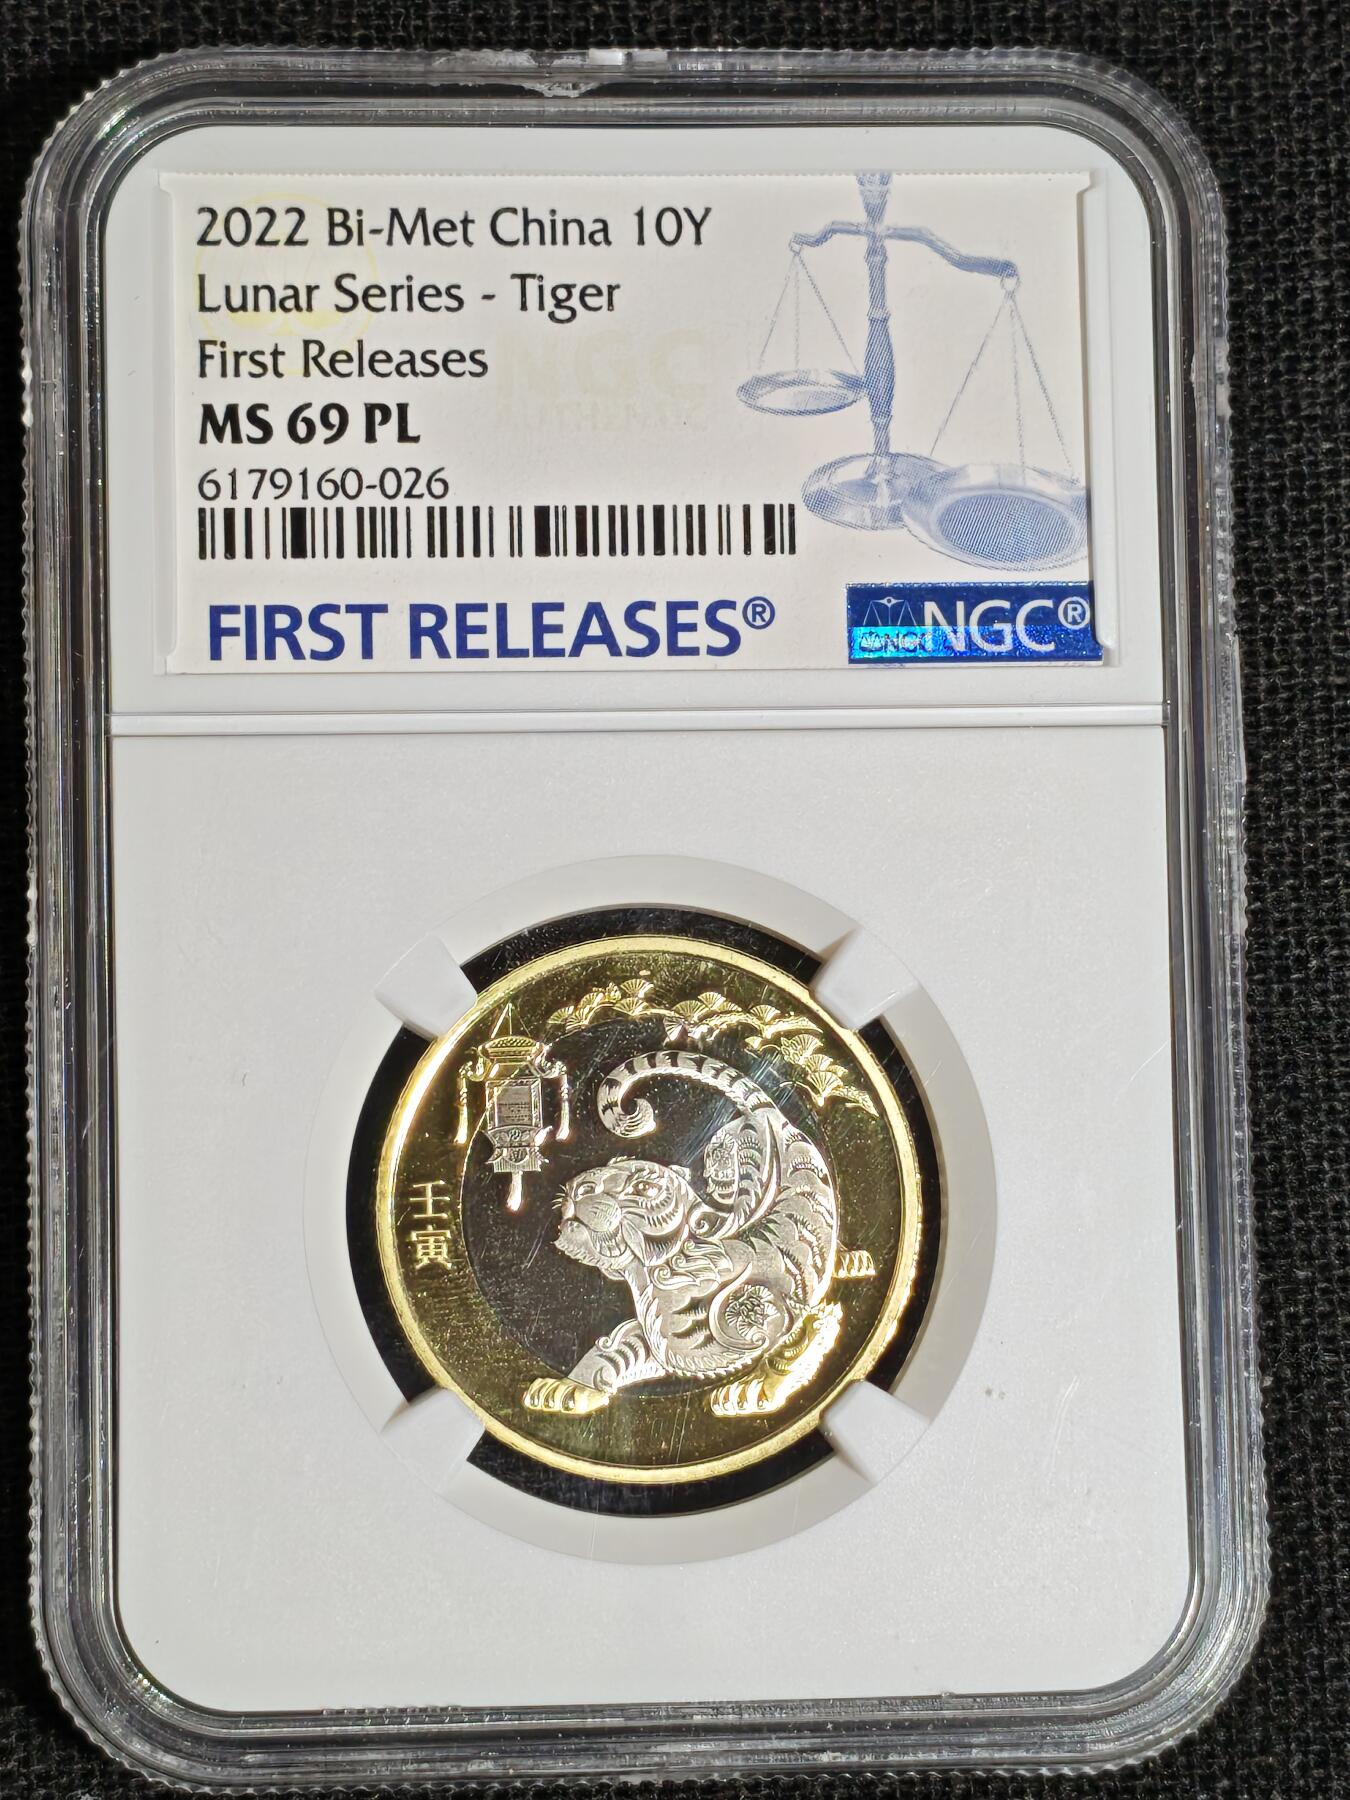 2022 Bi-Met China 10Y
Lunar Series - Tiger
First Releases
MS 69 PL
6179160-026
FIRST RELEASES®
NGC®
NGC
壬寅